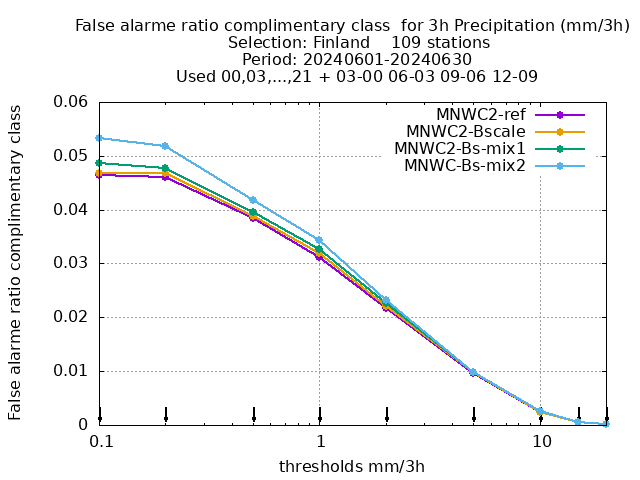 False alarme ratio complimentary class  for 3h Precipitation (mm/3h)
Selection: Finland    109 stations
Period: 20240601-20240630
Used 00,03,...,21 + 03-00 06-03 09-06 12-09
False alarme ratio complimentary class
0.06
0.05
0.04
0.03
0.02
0.01
0
MNWC2-ref
MNWC2-Bscale
MNWC2-Bs-mix1
MNWC-Bs-mix2
0.1 1 10
thresholds mm/3h